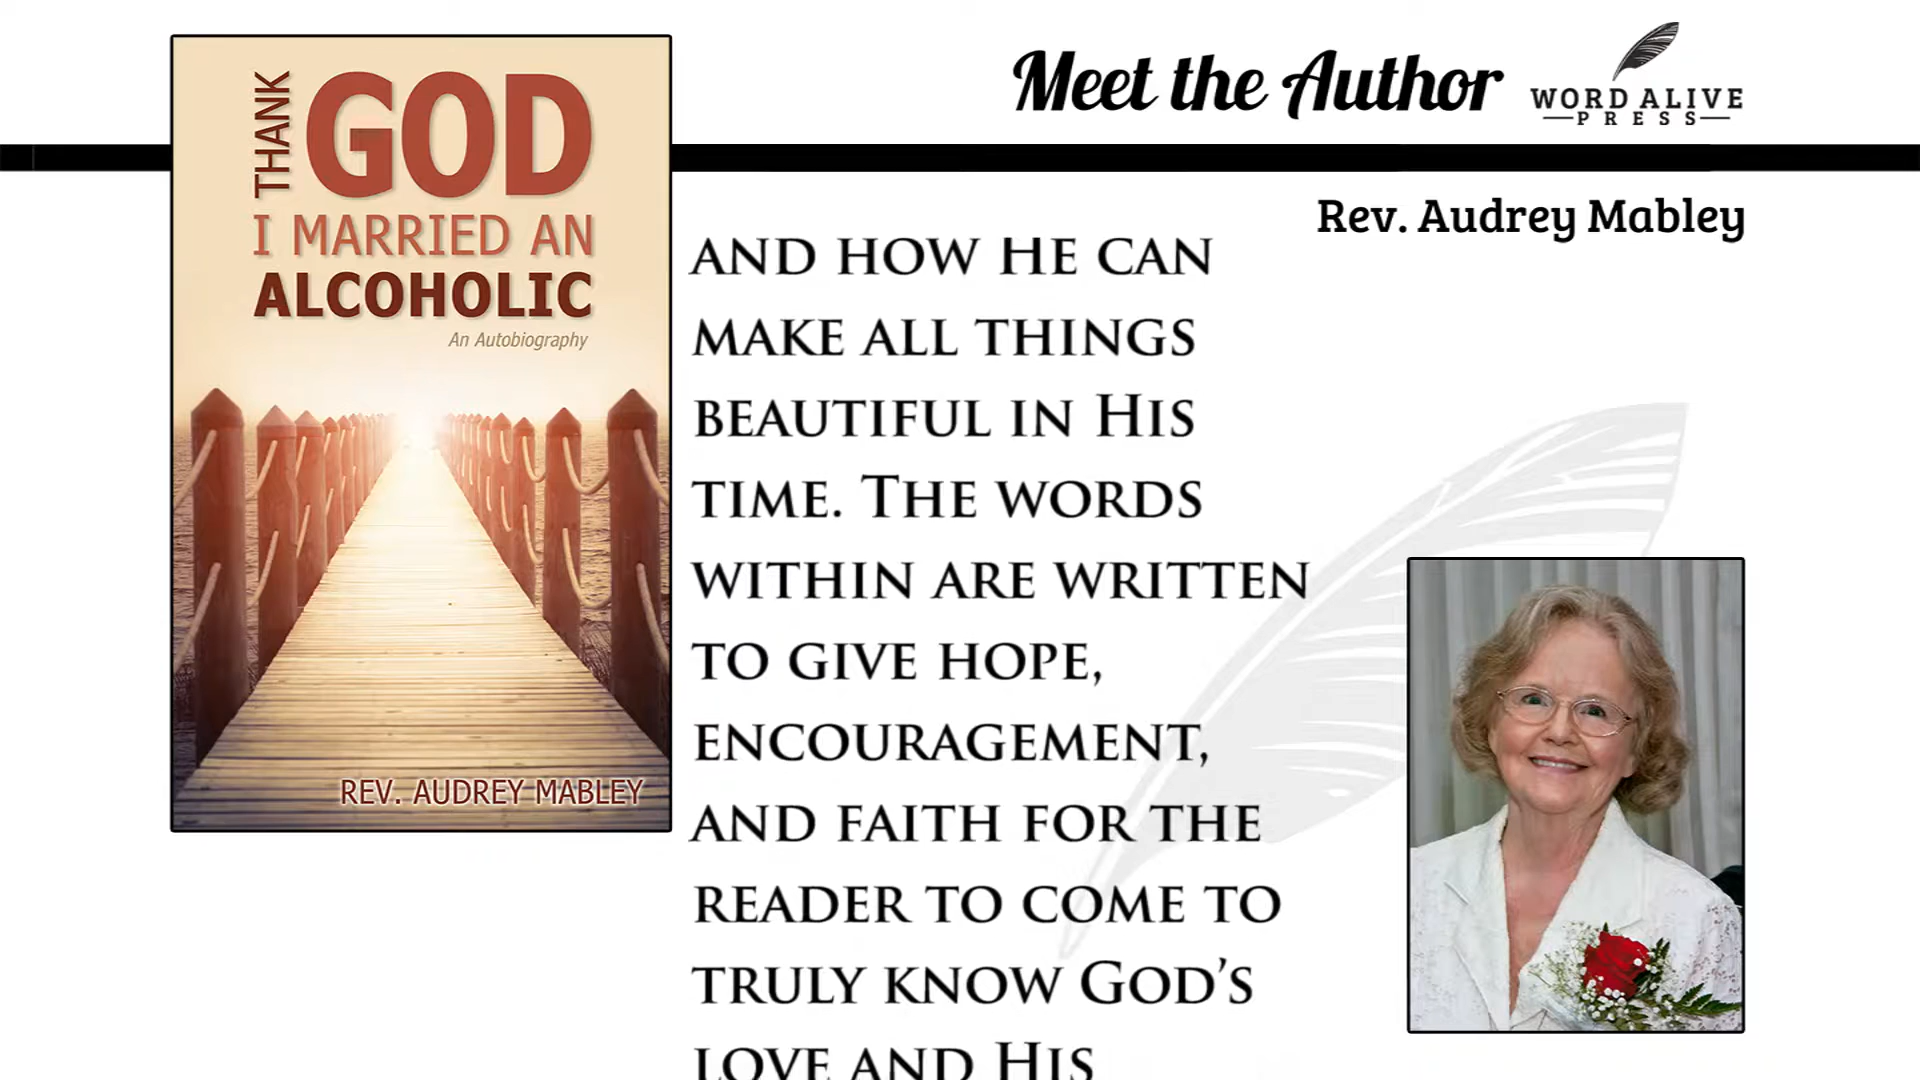 THANK
GOD
I MARRIED AN
ALCOHOLIC
An Autobiography
REV. AUDREY MABLEY
Meet the Author
WORD ALIVE
PRESS
Rev. Audrey Mabley
AND HOW HE CAN
MAKE ALL THINGS
BEAUTIFUL IN HIS
TIME. THE WORDS
WITHIN ARE WRITTEN
TO GIVE HOPE,
ENCOURAGEMENT,
AND FAITH FOR THE
READER TO COME TO
TRULY KNOW GOD'S
LOVE AND HIS